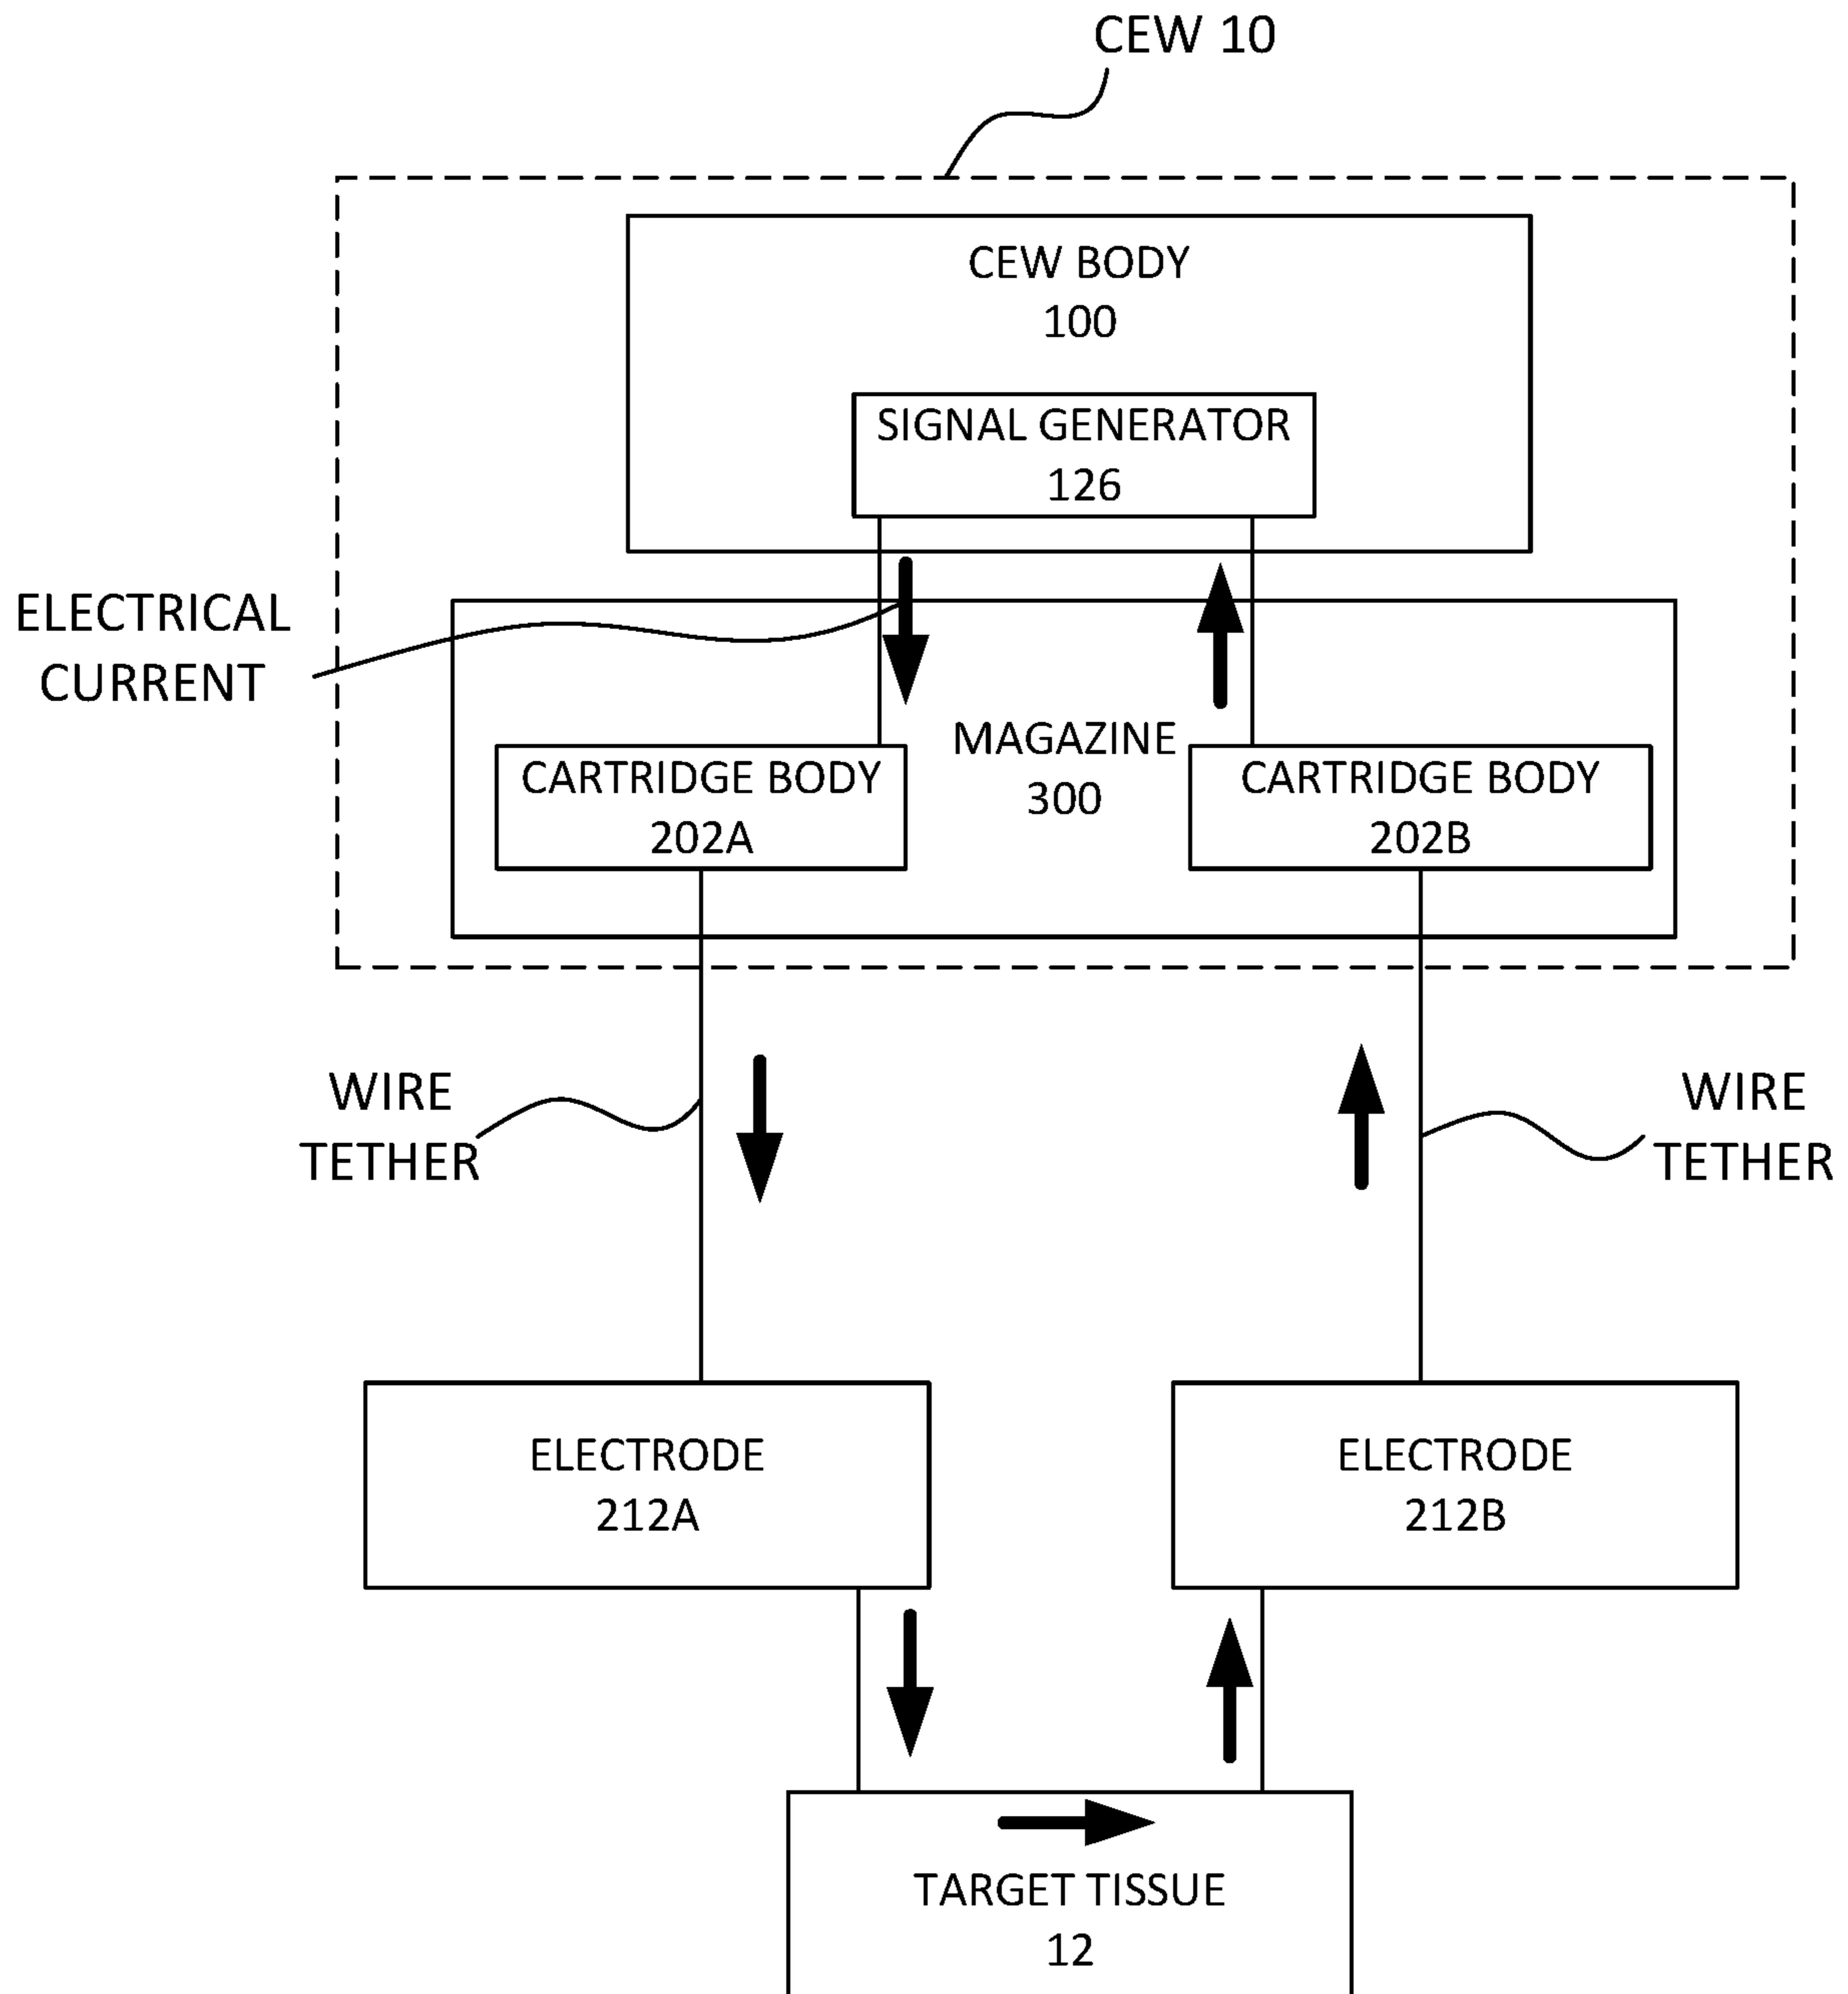 CEW 10
CEW BODY
100
SIGNAL GENERATOR
126
ELECTRICAL
CURRENT
MAGAZINE
300
CARTRIDGE BODY
202A
CARTRIDGE BODY
202B
WIRE
TETHER
WIRE
TETHER
ELECTRODE
212A
ELECTRODE
212B
TARGET TISSUE
12